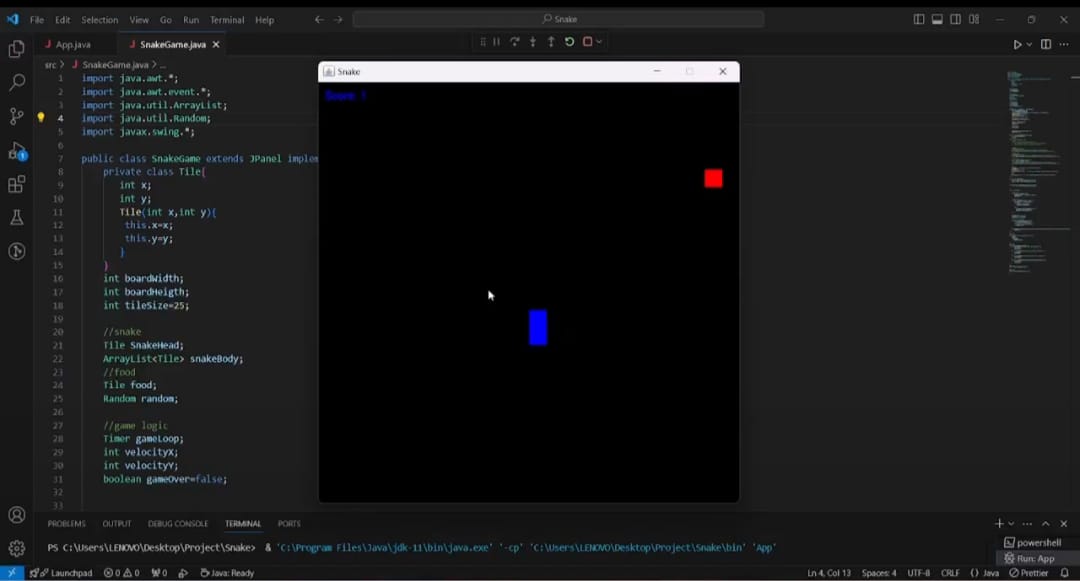 File Edit Selection View Go Run Terminal Help
Snake
App.java
SnakeGame.java
src > SnakeGame.java > ...
1 import java.awt.*;
2 import java.awt.event.*;
3 import java.util.ArrayList;
4 import java.util.Random;
5 import javax.swing.*;
6
7 public class SnakeGame extends JPanel implem
8 private class Tile{
9 int x;
10 int y;
11 Tile(int x,int y){
12 this.x=x;
13 this.y=y;
14 }
15 }
16 int boardWidth;
17 int boardHeigth;
18 int tileSize=25;
19
20 //snake
21 Tile SnakeHead;
22 ArrayList<Tile> snakeBody;
23 //food
24 Tile food;
25 Random random;
26
27 //game logic
28 Timer gameLoop;
29 int velocityX;
30 int velocityY;
31 boolean gameOver=false;
32
33
Snake
Score 1
1
PROBLEMS OUTPUT DEBUG CONSOLE TERMINAL PORTS
PS C:\Users\LENOVO\Desktop\Project\Snake> & 'C:\Program Files\Java\jdk-11\bin\java.exe' '-cp' 'C:\Users\LENOVO\Desktop\Project\Snake\bin' 'App'
powershell
Run: App
Launchpad 0 0 0 Java: Ready
Ln 4, Col 13 Spaces: 4 UTF-8 CRLF {} Java Prettier